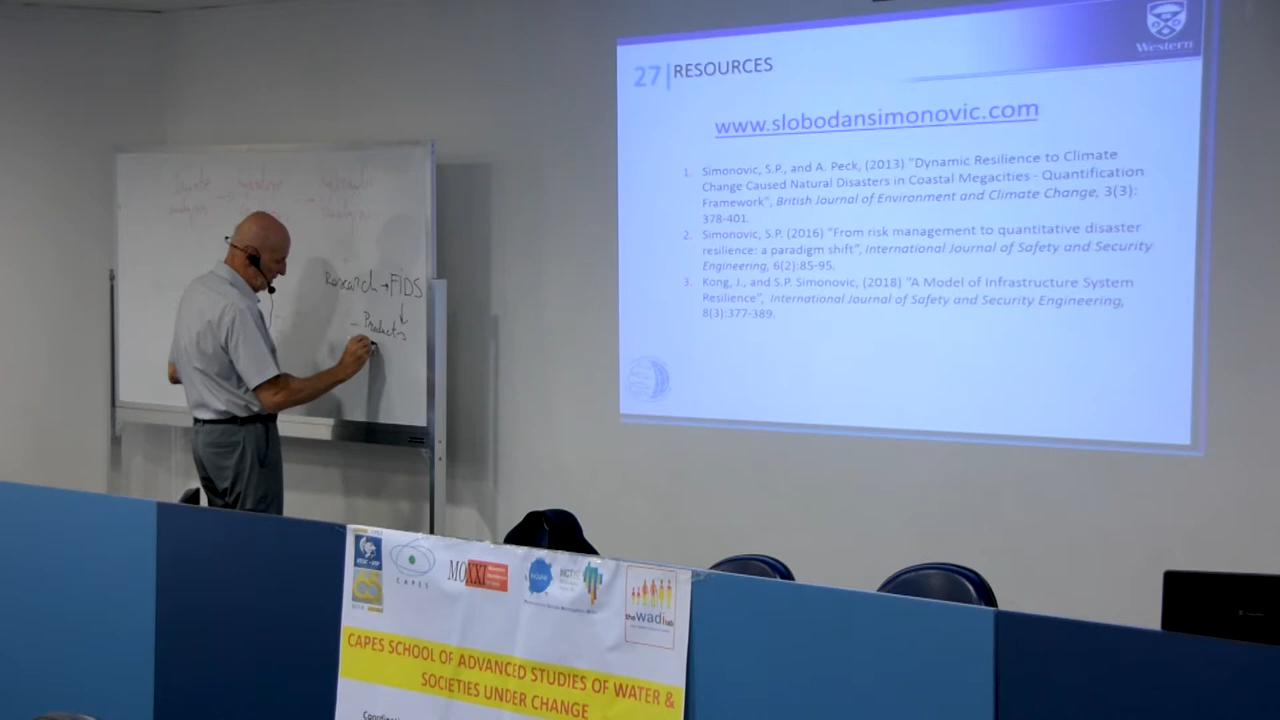 27 | RESOURCES
Western
www.slobodansimonovic.com
1. Simonovic, S.P., and A. Peck, (2013) "Dynamic Resilience to Climate
Change Caused Natural Disasters in Coastal Megacities - Quantification
Framework", British Journal of Environment and Climate Change, 3(3):
378-401.
2. Simonovic, S.P. (2016) "From risk management to quantitative disaster
resilience: a paradigm shift", International Journal of Safety and Security
Engineering, 6(2):85-95.
3. Kong, J., and S.P. Simonovic, (2018) "A Model of Infrastructure System
Resilience", International Journal of Safety and Security Engineering,
8(3):377-389.
Research → FIDS
– Products
CAPES
MOXXI
the wadi lab
CAPES SCHOOL OF ADVANCED STUDIES OF WATER &
SOCIETIES UNDER CHANGE